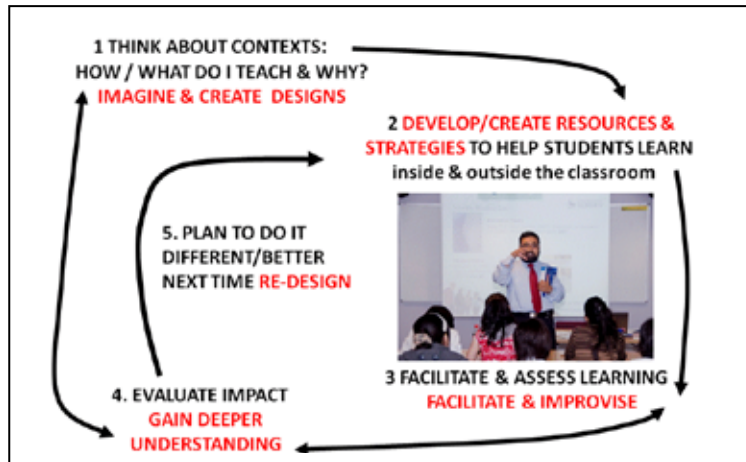 1 THINK ABOUT CONTEXTS:
HOW / WHAT DO I TEACH & WHY?
IMAGINE & CREATE DESIGNS
2 DEVELOP/CREATE RESOURCES &
STRATEGIES TO HELP STUDENTS LEARN
inside & outside the classroom
5. PLAN TO DO IT
DIFFERENT/BETTER
NEXT TIME RE-DESIGN
3 FACILITATE & ASSESS LEARNING
FACILITATE & IMPROVISE
4. EVALUATE IMPACT
GAIN DEEPER
UNDERSTANDING